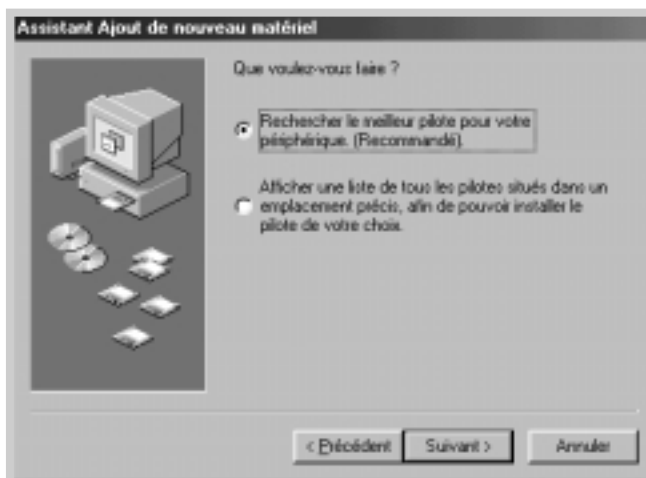 Assistant Ajout de nouveau matériel
Que voulez-vous faire ?
Rechercher le meilleur pilote pour votre
périphérique. (Recommandé).
Afficher une liste de tous les pilotes situés dans un
emplacement précis, afin de pouvoir installer le
pilote de votre choix.
< Précédent
Suivant >
Annuler